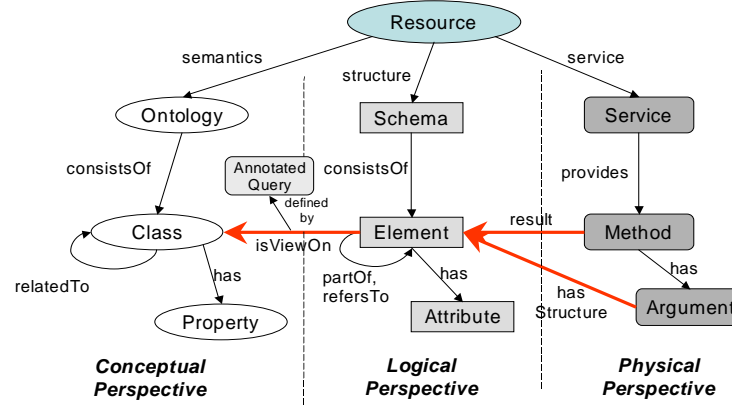 Resource
semantics
structure
service
Ontology
Schema
Service
consistsOf
Annotated
Query
consistsOf
provides
defined
by
result
Class
isViewOn
Element
Method
relatedTo
has
partOf,
refersTo
has
has
Structure
has
Argument
Property
Attribute
Conceptual
Perspective
Logical
Perspective
Physical
Perspective